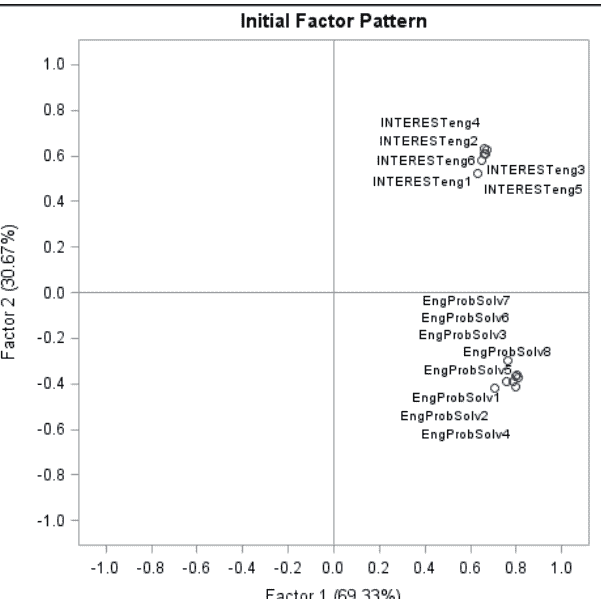 Initial Factor Pattern
1.0
0.8
INTERESTeng4
INTERESTeng2
0.6
INTERESTeng6
INTERESTeng3
INTERESTeng1
INTERESTeng5
0.4
0.2
0.0
EngProbSolv7
EngProbSolv6
EngProbSolv3
-0.2
EngProbSolv8
EngProbSolv5
-0.4
EngProbSolv1
EngProbSolv2
EngProbSolv4
-0.6
-0.8
-1.0
Factor 2 (30.67%)
-1.0 -0.8 -0.6 -0.4 -0.2 0.0 0.2 0.4 0.6 0.8 1.0
Factor 1 (69.33%)